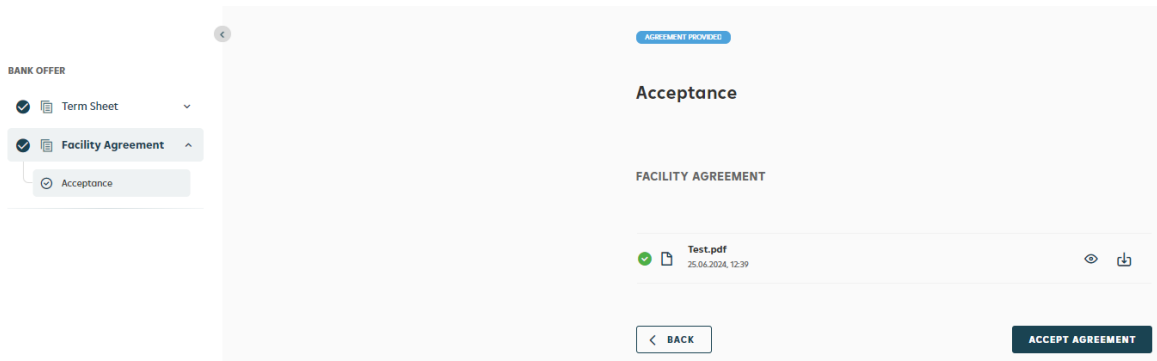 BANK OFFER
Term Sheet
Facility Agreement
Acceptance
AGREEMENT PROVIDED
Acceptance
FACILITY AGREEMENT
Test.pdf
25.06.2024, 12:39
BACK
ACCEPT AGREEMENT